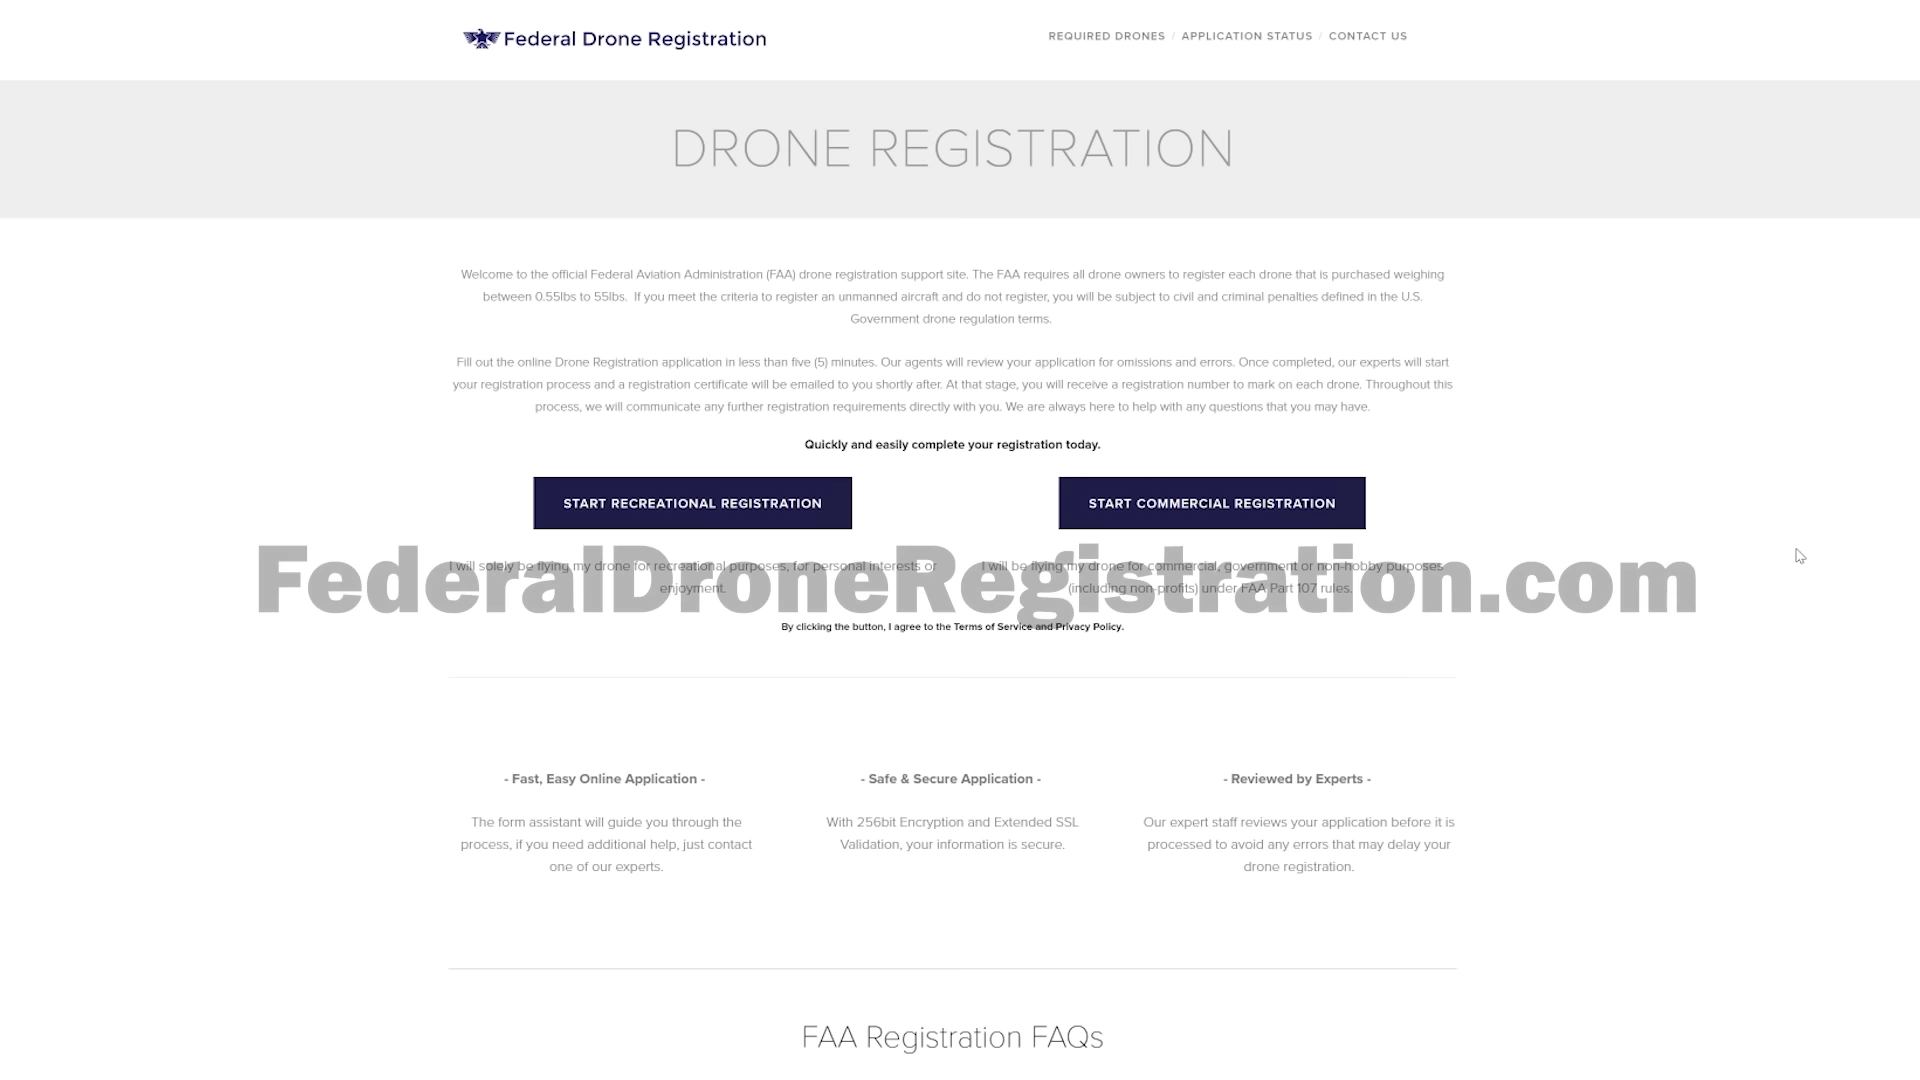 Federal Drone Registration
REQUIRED DRONES / APPLICATION STATUS / CONTACT US
DRONE REGISTRATION
Welcome to the official Federal Aviation Administration (FAA) drone registration support site. The FAA requires all drone owners to register each drone that is purchased weighing
between 0.55lbs to 55lbs. If you meet the criteria to register an unmanned aircraft and do not register, you will be subject to civil and criminal penalties defined in the U.S.
Government drone regulation terms.
Fill out the online Drone Registration application in less than five (5) minutes. Our agents will review your application for omissions and errors. Once completed, our experts will start
your registration process and a registration certificate will be emailed to you shortly after. At that stage, you will receive a registration number to mark on each drone. Throughout this
process, we will communicate any further registration requirements directly with you. We are always here to help with any questions that you may have.
Quickly and easily complete your registration today.
START RECREATIONAL REGISTRATION
START COMMERCIAL REGISTRATION
FederalDroneRegistration.com
I will solely be flying my drone for recreational purposes, for personal interests or
enjoyment.
I will be flying my drone for commercial, government or non-hobby purposes
(including non-profits) under FAA Part 107 rules.
By clicking the button, I agree to the Terms of Service and Privacy Policy.
- Fast, Easy Online Application -
The form assistant will guide you through the
process, if you need additional help, just contact
one of our experts.
- Safe & Secure Application -
With 256bit Encryption and Extended SSL
Validation, your information is secure.
- Reviewed by Experts -
Our expert staff reviews your application before it is
processed to avoid any errors that may delay your
drone registration.
FAA Registration FAQs